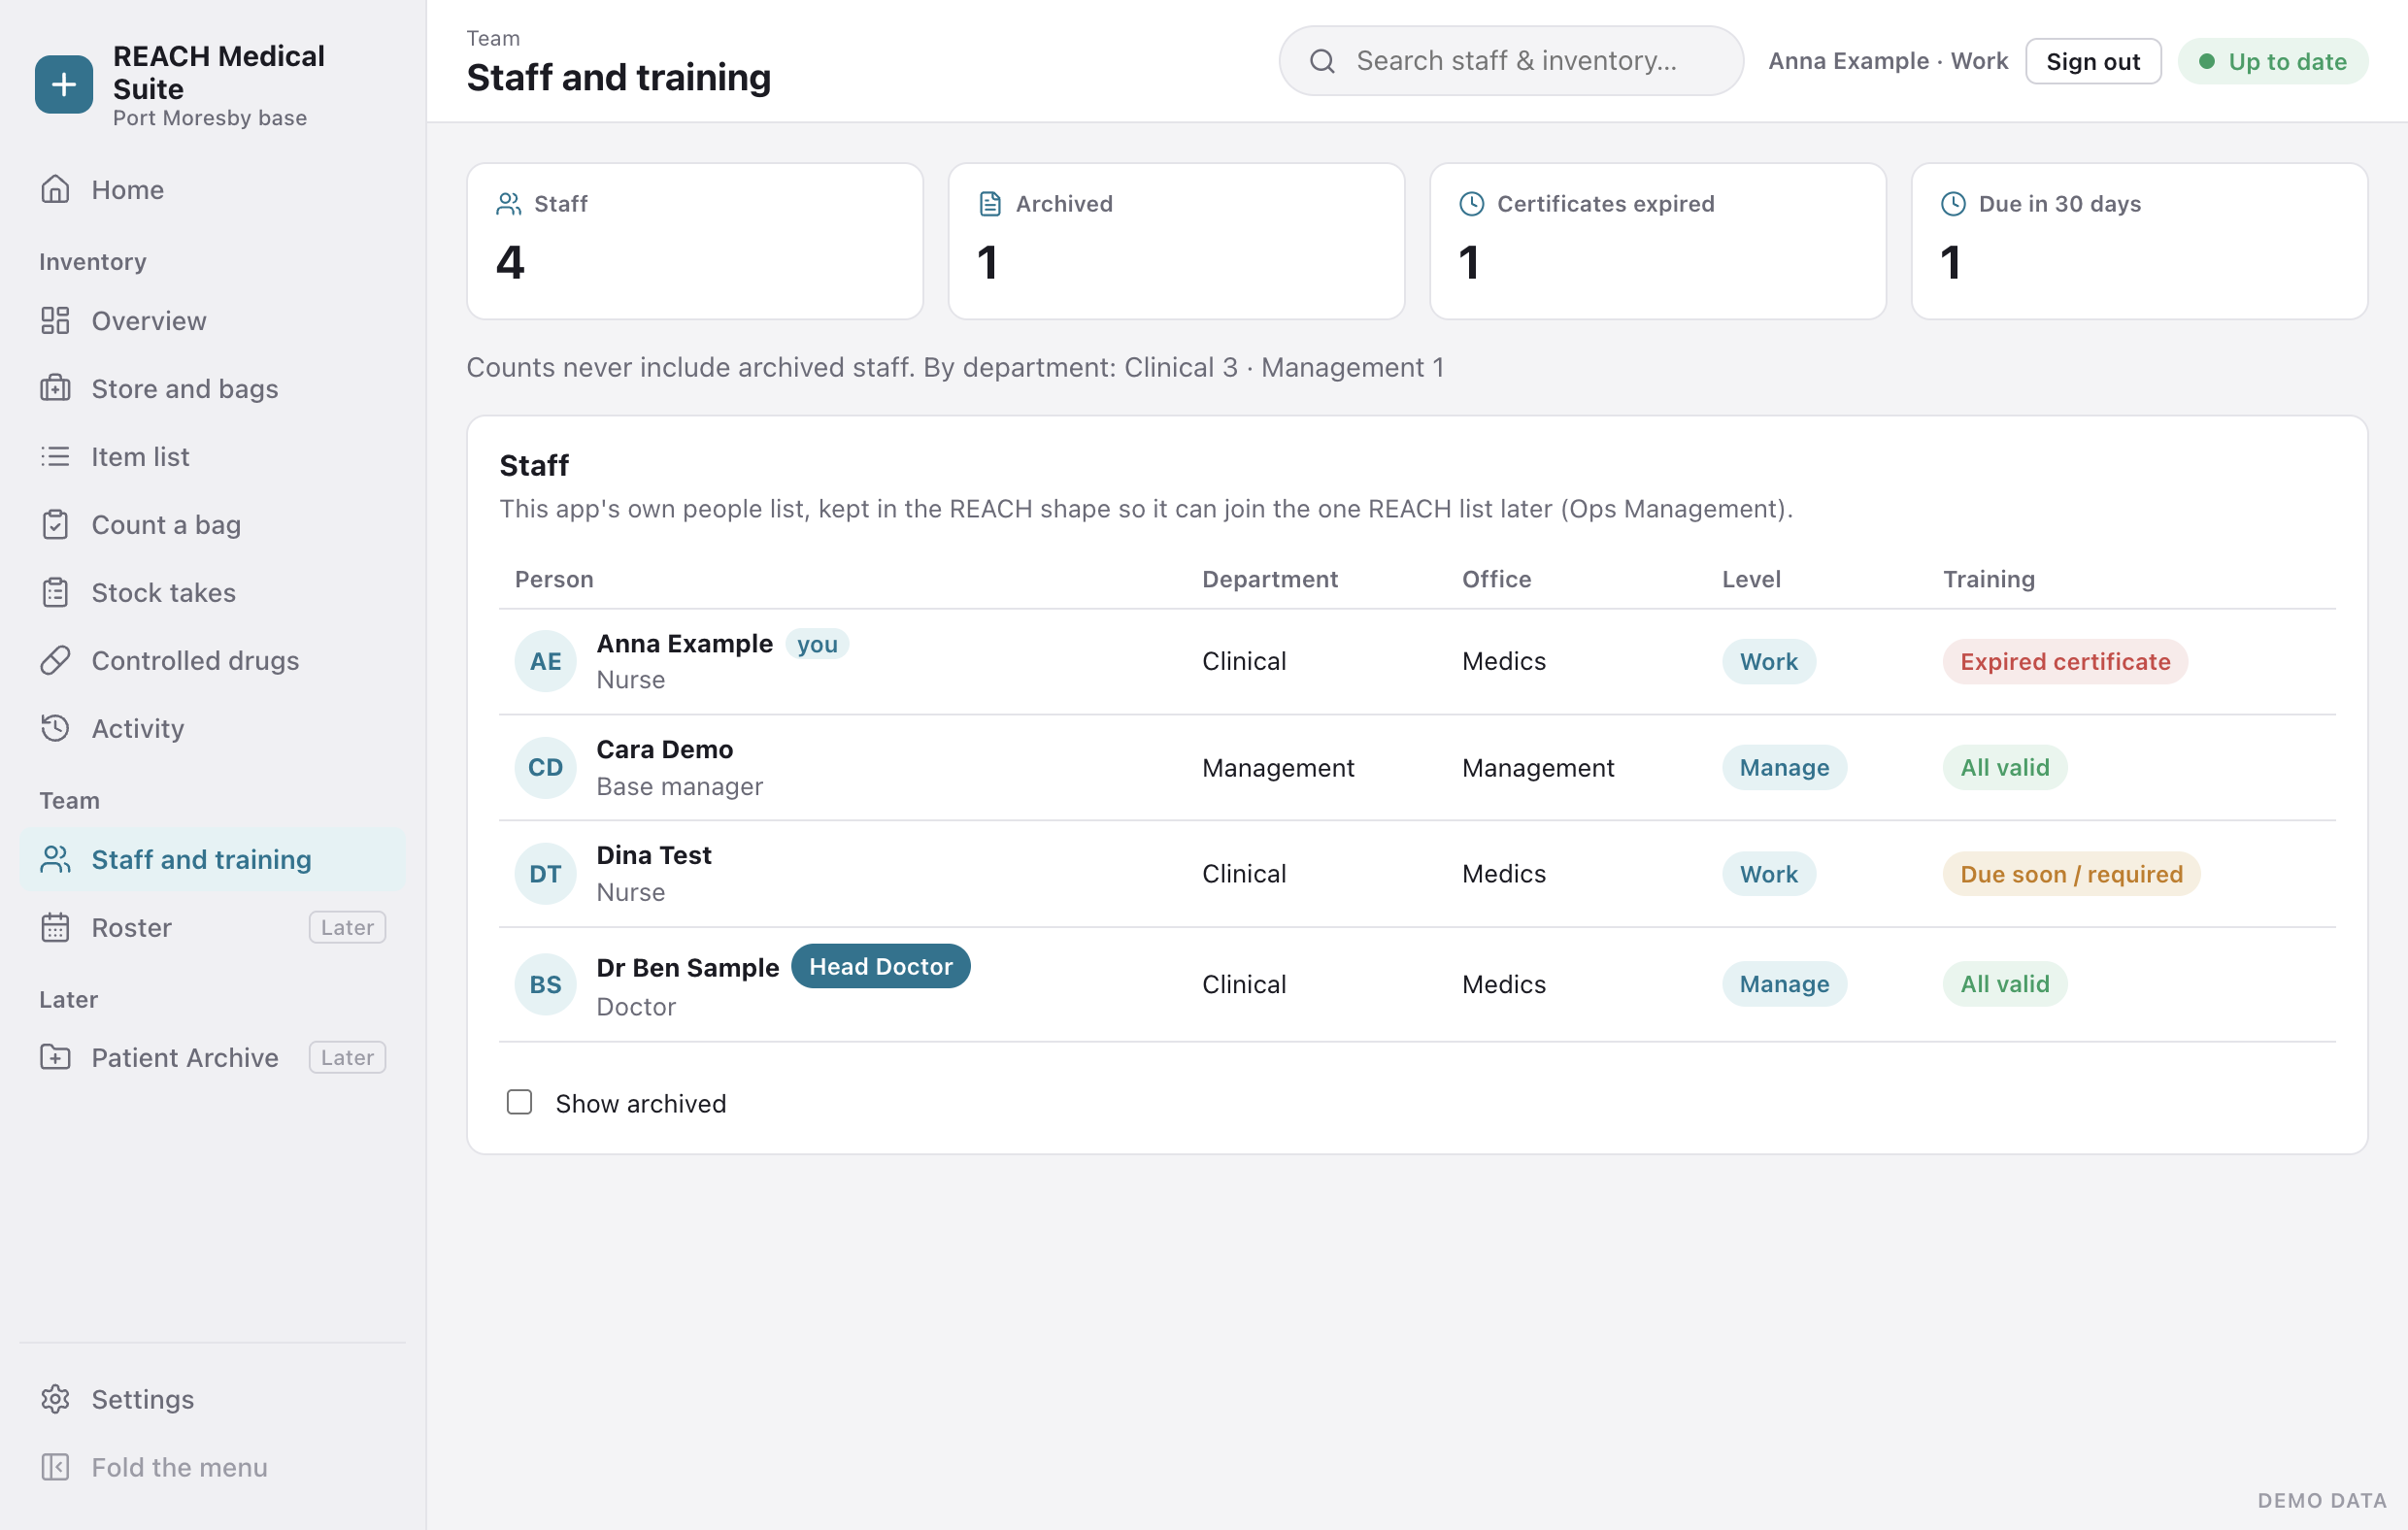 REACH Medical
Suite
Port Moresby base
Home
Inventory
Overview
Store and bags
Item list
Count a bag
Stock takes
Controlled drugs
Activity
Team
Staff and training
Roster Later
Later
Patient Archive Later
Settings
Fold the menu
Team
Staff and training
Search staff & inventory...
Anna Example · Work
Sign out
Up to date
Staff
4
Archived
1
Certificates expired
1
Due in 30 days
1
Counts never include archived staff. By department: Clinical 3 · Management 1
Staff
This app's own people list, kept in the REACH shape so it can join the one REACH list later (Ops Management).
Person Department Office Level Training
AE Anna Example you
Nurse
Clinical Medics Work Expired certificate
CD Cara Demo
Base manager
Management Management Manage All valid
DT Dina Test
Nurse
Clinical Medics Work Due soon / required
BS Dr Ben Sample Head Doctor
Doctor
Clinical Medics Manage All valid
Show archived
DEMO DATA